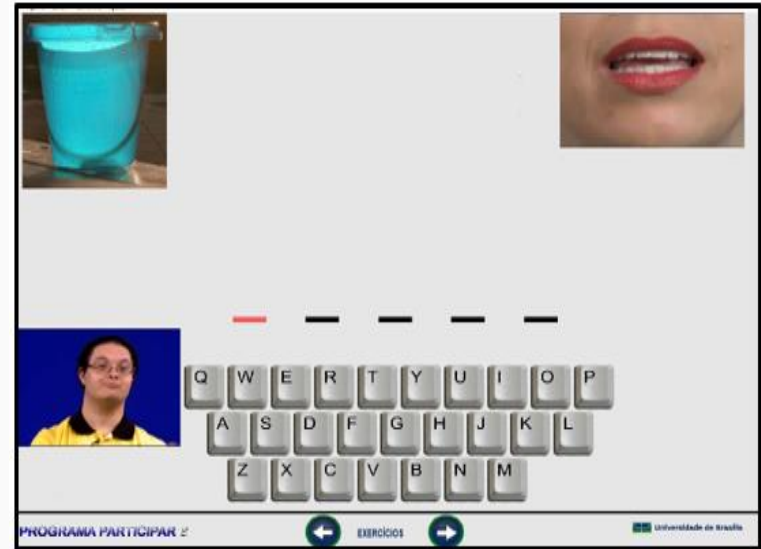 Q W E R T Y U I O P
A S D F G H J K L
Z X C V B N M
PROGRAMA PARTICIPAR 2 EXERCÍCIOS Universidade de Brasília